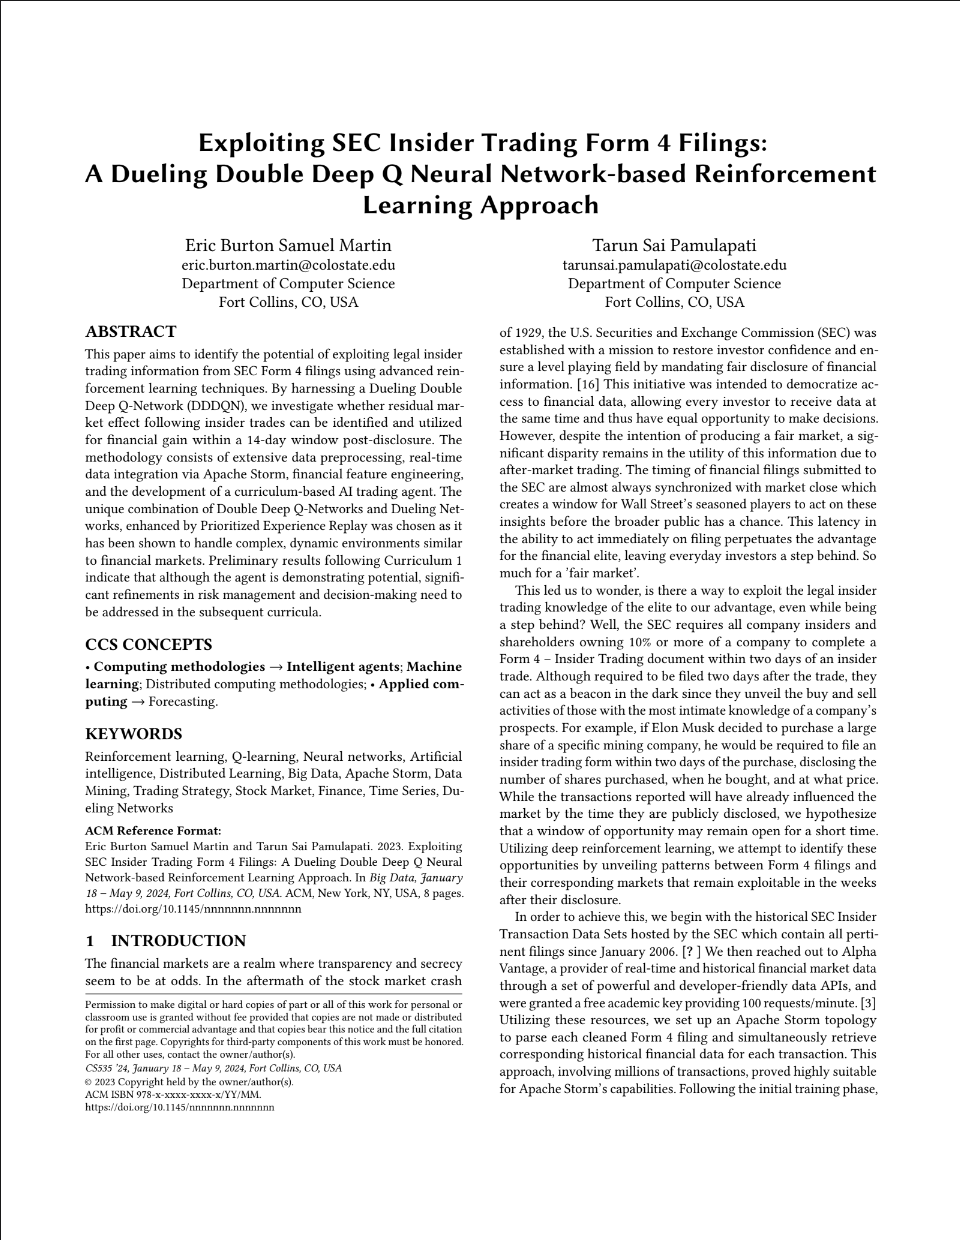 Exploiting SEC Insider Trading Form 4 Filings:
A Dueling Double Deep Q Neural Network-based Reinforcement
Learning Approach
Eric Burton Samuel Martin
eric.burton.martin@colostate.edu
Department of Computer Science
Fort Collins, CO, USA
Tarun Sai Pamulapati
tarunsai.pamulapati@colostate.edu
Department of Computer Science
Fort Collins, CO, USA
ABSTRACT
This paper aims to identify the potential of exploiting legal insider
trading information from SEC Form 4 filings using advanced rein-
forcement learning techniques. By harnessing a Dueling Double
Deep Q-Network (DDDQN), we investigate whether residual mar-
ket effect following insider trades can be identified and utilized
for financial gain within a 14-day window post-disclosure. The
methodology consists of extensive data preprocessing, real-time
data integration via Apache Storm, financial feature engineering,
and the development of a curriculum-based AI trading agent. The
unique combination of Double Deep Q-Networks and Dueling Net-
works, enhanced by Prioritized Experience Replay was chosen as it
has been shown to handle complex, dynamic environments similar
to financial markets. Preliminary results following Curriculum 1
indicate that although the agent is demonstrating potential, signifi-
cant refinements in risk management and decision-making need to
be addressed in the subsequent curricula.
CCS CONCEPTS
• Computing methodologies → Intelligent agents; Machine
learning; Distributed computing methodologies; • Applied com-
puting → Forecasting.
KEYWORDS
Reinforcement learning, Q-learning, Neural networks, Artificial
intelligence, Distributed Learning, Big Data, Apache Storm, Data
Mining, Trading Strategy, Stock Market, Finance, Time Series, Du-
eling Networks
ACM Reference Format:
Eric Burton Samuel Martin and Tarun Sai Pamulapati. 2023. Exploiting
SEC Insider Trading Form 4 Filings: A Dueling Double Deep Q Neural
Network-based Reinforcement Learning Approach. In Big Data, January
18 – May 9, 2024, Fort Collins, CO, USA. ACM, New York, NY, USA, 8 pages.
https://doi.org/10.1145/nnnnnnn.nnnnnnn
1 INTRODUCTION
The financial markets are a realm where transparency and secrecy
seem to be at odds. In the aftermath of the stock market crash
Permission to make digital or hard copies of part or all of this work for personal or
classroom use is granted without fee provided that copies are not made or distributed
for profit or commercial advantage and that copies bear this notice and the full citation
on the first page. Copyrights for third-party components of this work must be honored.
For all other uses, contact the owner/author(s).
CS535 '24, January 18 – May 9, 2024, Fort Collins, CO, USA
© 2023 Copyright held by the owner/author(s).
ACM ISBN 978-x-xxxx-xxxx-x/YY/MM.
https://doi.org/10.1145/nnnnnnn.nnnnnnn
of 1929, the U.S. Securities and Exchange Commission (SEC) was
established with a mission to restore investor confidence and en-
sure a level playing field by mandating fair disclosure of financial
information. [16] This initiative was intended to democratize ac-
cess to financial data, allowing every investor to receive data at
the same time and thus have equal opportunity to make decisions.
However, despite the intention of producing a fair market, a sig-
nificant disparity remains in the utility of this information due to
after-market trading. The timing of financial filings submitted to
the SEC are almost always synchronized with market close which
creates a window for Wall Street's seasoned players to act on these
insights before the broader public has a chance. This latency in
the ability to act immediately on filing perpetuates the advantage
for the financial elite, leaving everyday investors a step behind. So
much for a 'fair market'.
This led us to wonder, is there a way to exploit the legal insider
trading knowledge of the elite to our advantage, even while being
a step behind? Well, the SEC requires all company insiders and
shareholders owning 10% or more of a company to complete a
Form 4 – Insider Trading document within two days of an insider
trade. Although required to be filed two days after the trade, they
can act as a beacon in the dark since they unveil the buy and sell
activities of those with the most intimate knowledge of a company's
prospects. For example, if Elon Musk decided to purchase a large
share of a specific mining company, he would be required to file an
insider trading form within two days of the purchase, disclosing the
number of shares purchased, when he bought, and at what price.
While the transactions reported will have already influenced the
market by the time they are publicly disclosed, we hypothesize
that a window of opportunity may remain open for a short time.
Utilizing deep reinforcement learning, we attempt to identify these
opportunities by unveiling patterns between Form 4 filings and
their corresponding markets that remain exploitable in the weeks
after their disclosure.
In order to achieve this, we begin with the historical SEC Insider
Transaction Data Sets hosted by the SEC which contain all perti-
nent filings since January 2006. [? ] We then reached out to Alpha
Vantage, a provider of real-time and historical financial market data
through a set of powerful and developer-friendly data APIs, and
were granted a free academic key providing 100 requests/minute. [3]
Utilizing these resources, we set up an Apache Storm topology
to parse each cleaned Form 4 filing and simultaneously retrieve
corresponding historical financial data for each transaction. This
approach, involving millions of transactions, proved highly suitable
for Apache Storm's capabilities. Following the initial training phase,